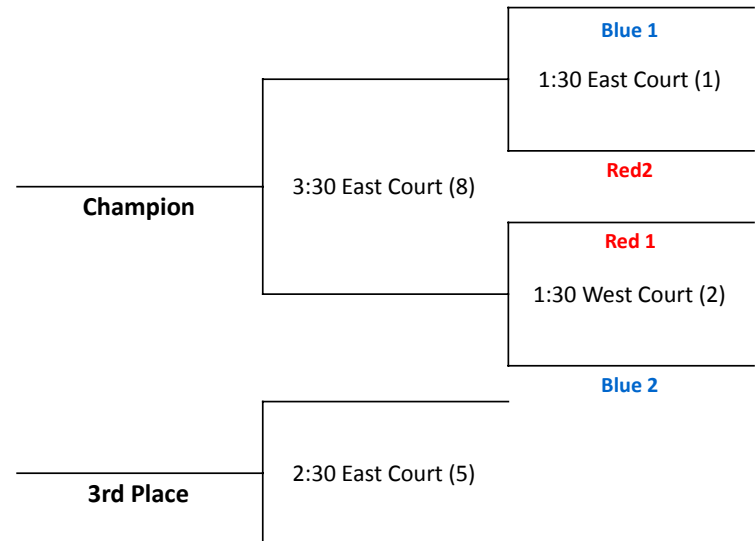 Blue 1
1:30 East Court (1)
Red2
3:30 East Court (8)
Champion
Red 1
1:30 West Court (2)
Blue 2
2:30 East Court (5)
3rd Place